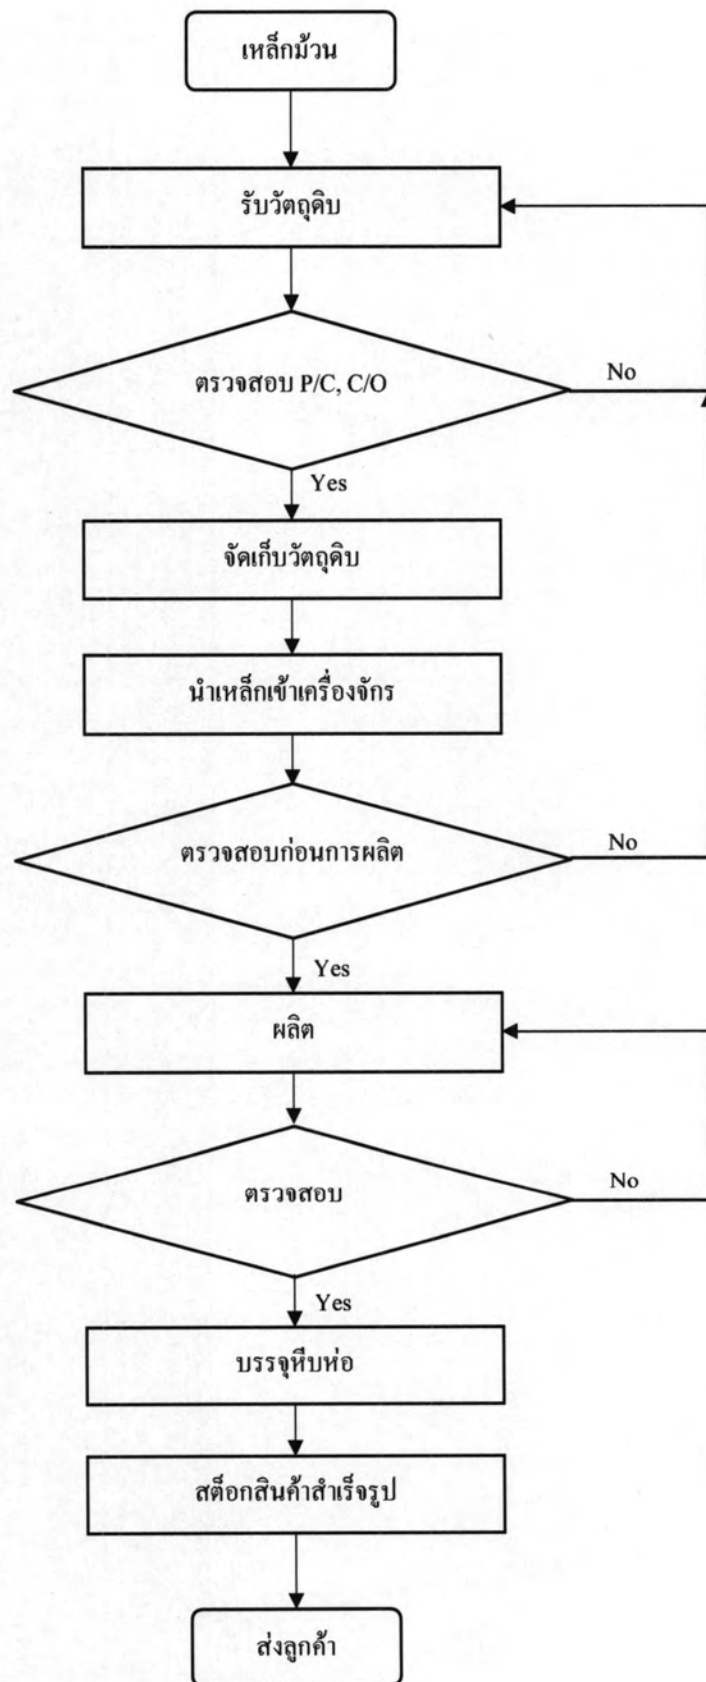 เหล็กม้วน
รับวัตถุดิบ
ตรวจสอบ P/C, C/O
No
Yes
จัดเก็บวัตถุดิบ
นำเหล็กเข้าเครื่องจักร
ตรวจสอบก่อนการผลิต
No
Yes
ผลิต
ตรวจสอบ
No
Yes
บรรจุหีบห่อ
สต็อกสินค้าสำเร็จรูป
ส่งลูกค้า